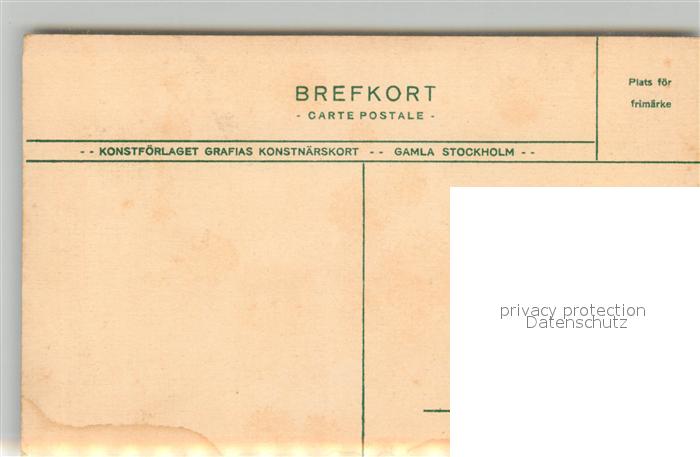 BREFKORT
- CARTE POSTALE -
Plats för
frimärke
- - KONSTFÖRLAGET GRAFIAS KONSTNÄRSKORT - - GAMLA STOCKHOLM - -
privacy protection
Datenschutz